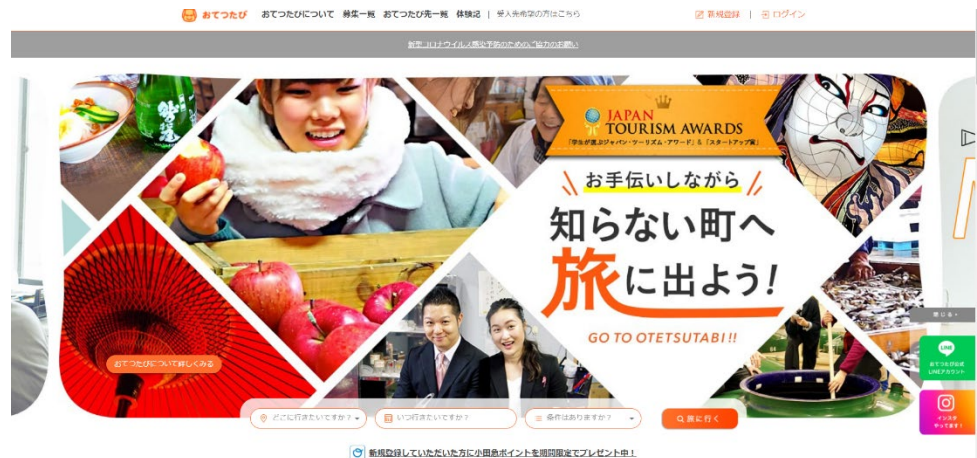 おてつたび
おてつたびについて 募集一覧 おてつたび先一覧 体験記 | 受入先希望の方はこちら
新規登録 | ログイン
新型コロナウイルス感染予防のためのご協力のお願い
JAPAN
TOURISM AWARDS
「学生が選ぶジャパン・ツーリズム・アワード」&「スタートアップ賞」
お手伝いしながら
知らない町へ
旅に出よう!
GO TO OTETSUTABI!!
おてつたびについて詳しくみる
閉じる
LINE
おてつたび公式
LINEアカウント
インスタ
やってます!
どこに行きたいですか?
いつ行きたいですか?
条件はありますか?
旅に行く
新規登録していただいた方に小田急ポイントを期間限定でプレゼント中!